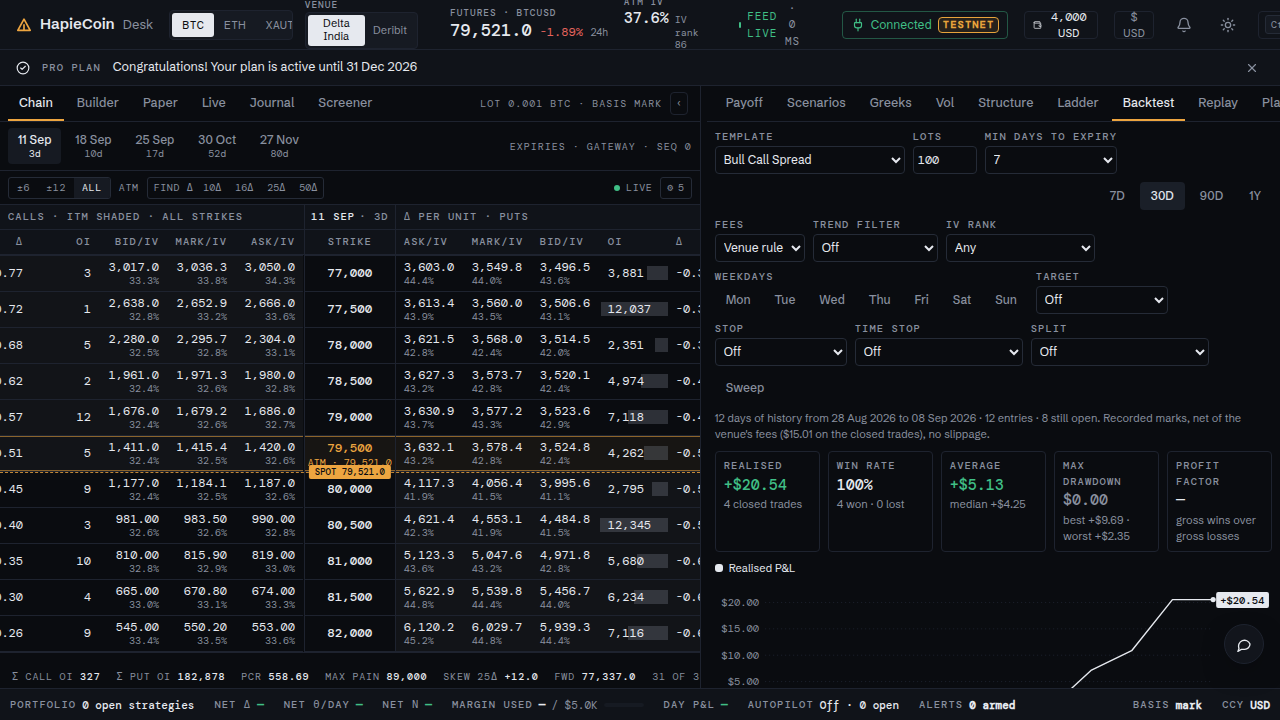 HapieCoin Desk
BTC ETH XAUT
VENUE
Delta India Deribit
FUTURES · BTCUSD
79,521.0 -1.89% 24h
ATM IV
37.6% IV rank 86
FEED LIVE · 0 MS
Connected TESTNET
4,000 USD
$ USD
PRO PLAN Congratulations! Your plan is active until 31 Dec 2026
Chain Builder Paper Live Journal Screener
LOT 0.001 BTC · BASIS MARK
11 Sep 18 Sep 25 Sep 30 Oct 27 Nov
3d 10d 17d 52d 80d
EXPIRIES · GATEWAY · SEQ 0
±6 ±12 ALL ATM FIND Δ 10Δ 16Δ 25Δ 50Δ
LIVE 5
CALLS · ITM SHADED · ALL STRIKES 11 SEP · 3D Δ PER UNIT · PUTS
Δ OI BID/IV MARK/IV ASK/IV STRIKE ASK/IV MARK/IV BID/IV OI Δ
.77 3 3,017.0 3,036.3 3,050.0 77,000 3,603.0 3,549.8 3,496.5 3,881 -0.3
33.3% 33.8% 34.3% 44.4% 44.0% 43.6%
.72 1 2,638.0 2,652.9 2,666.0 77,500 3,613.4 3,560.0 3,506.6 12,037 -0.3
32.8% 33.2% 33.6% 43.9% 43.5% 43.1%
.68 5 2,280.0 2,295.7 2,304.0 78,000 3,621.5 3,568.0 3,514.5 2,351 -0.3
32.5% 32.8% 33.1% 42.8% 42.4% 42.0%
.62 2 1,961.0 1,971.3 1,980.0 78,500 3,627.3 3,573.7 3,520.1 4,974 -0.4
32.4% 32.6% 32.8% 43.2% 42.8% 42.4%
.57 12 1,676.0 1,679.2 1,686.0 79,000 3,630.9 3,577.2 3,523.6 7,118 -0.4
32.4% 32.6% 32.7% 43.7% 43.3% 42.9%
.51 5 1,411.0 1,415.4 1,420.0 79,500 3,632.1 3,578.4 3,524.8 4,262 -0.5
32.4% 32.5% 32.6% ATM · 79,521.0 43.2% 42.8% 42.4%
SPOT 79,521.0
.45 9 1,177.0 1,184.1 1,187.0 80,000 4,117.3 4,056.4 3,995.6 2,795 -0.5
32.4% 32.5% 32.6% 41.9% 41.5% 41.1%
.40 3 981.00 983.50 990.00 80,500 4,621.4 4,553.1 4,484.8 12,345 -0.5
32.6% 32.6% 32.8% 42.3% 41.9% 41.5%
.35 10 810.00 815.90 819.00 81,000 5,123.3 5,047.6 4,971.8 5,680 -0.6
32.8% 32.9% 33.0% 43.6% 43.2% 42.8%
.30 4 665.00 670.80 674.00 81,500 5,622.9 5,539.8 5,456.7 6,234 -0.6
33.0% 33.1% 33.3% 44.8% 44.4% 44.0%
.26 9 545.00 550.20 553.00 82,000 6,120.2 6,029.7 5,939.3 7,116 -0.6
33.4% 33.5% 33.6% 45.2% 44.8% 44.4%
Σ CALL OI 327 Σ PUT OI 182,878 PCR 558.69 MAX PAIN 89,000 SKEW 25Δ +12.0 FWD 77,337.0 31 OF 3
Payoff Scenarios Greeks Vol Structure Ladder Backtest Replay Pla
TEMPLATE LOTS MIN DAYS TO EXPIRY
Bull Call Spread 100 7
7D 30D 90D 1Y
FEES TREND FILTER IV RANK
Venue rule Off Any
WEEKDAYS TARGET
Mon Tue Wed Thu Fri Sat Sun Off
STOP TIME STOP SPLIT
Off Off Off
Sweep
12 days of history from 28 Aug 2026 to 08 Sep 2026 · 12 entries · 8 still open. Recorded marks, net of the
venue's fees ($15.01 on the closed trades), no slippage.
REALISED
+$20.54
4 closed trades
WIN RATE
100%
4 won · 0 lost
AVERAGE
+$5.13
median +$4.25
MAX
DRAWDOWN
$0.00
best +$9.69 ·
worst +$2.35
PROFIT
FACTOR
—
gross wins over
gross losses
Realised P&L
$20.00
$15.00
$10.00
$5.00
+$20.54
PORTFOLIO 0 open strategies NET Δ — NET Θ/DAY — NET N — MARGIN USED — / $5.0K DAY P&L — AUTOPILOT Off · 0 open ALERTS 0 armed BASIS mark CCY USD